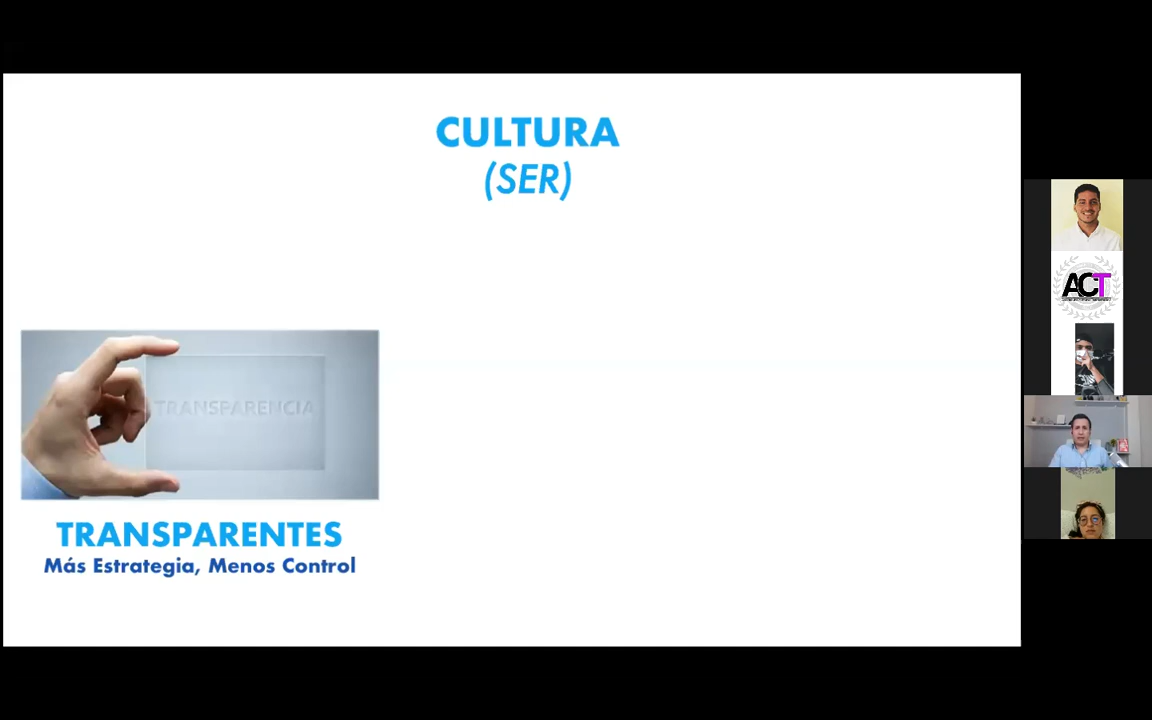 CULTURA
(SER)
TRANSPARENCIA
TRANSPARENTES
Más Estrategia, Menos Control
ACT